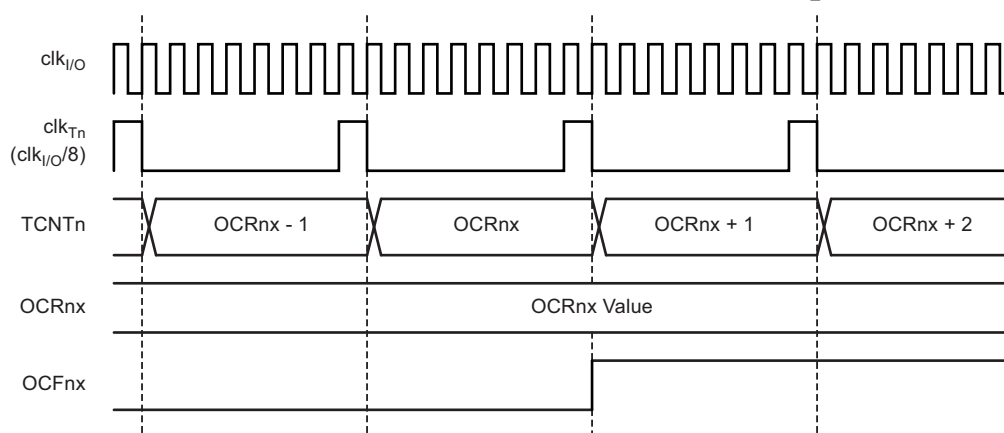 clkI/O
clkTn
(clkI/O/8)
TCNTn
OCRnx - 1
OCRnx
OCRnx + 1
OCRnx + 2
OCRnx
OCRnx Value
OCFnx